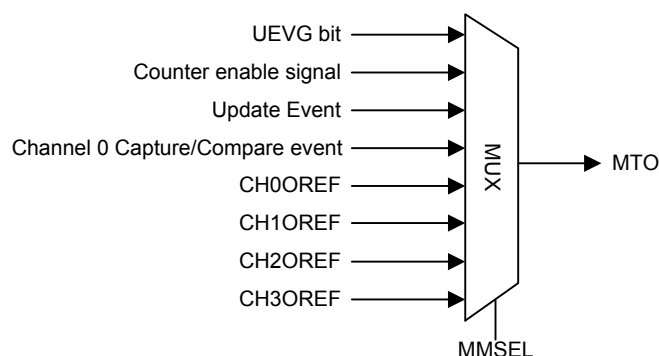 UEVG bit
Counter enable signal
Update Event
Channel 0 Capture/Compare event
CH0OREF
CH1OREF
CH2OREF
CH3OREF
MUX
MTO
MMSEL